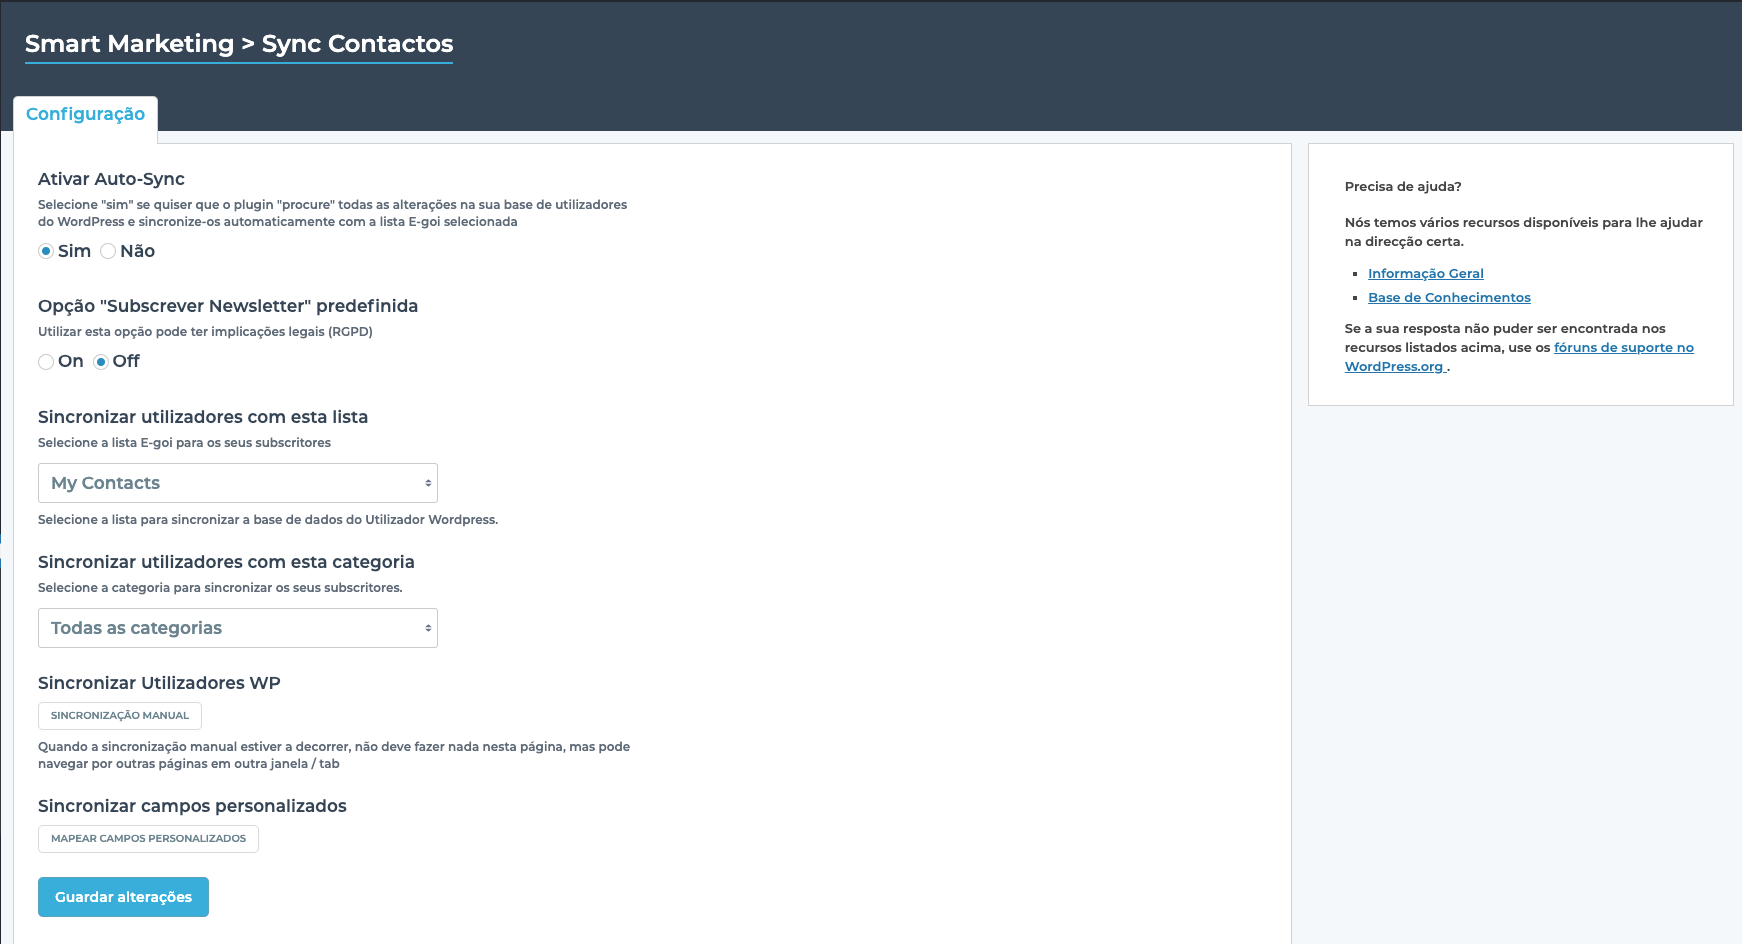 Smart Marketing > Sync Contactos
Configuração
Ativar Auto-Sync
Selecione "sim" se quiser que o plugin "procure" todas as alterações na sua base de utilizadores
do WordPress e sincronize-os automaticamente com a lista E-goi selecionada
Sim Não
Opção "Subscrever Newsletter" predefinida
Utilizar esta opção pode ter implicações legais (RGPD)
On Off
Sincronizar utilizadores com esta lista
Selecione a lista E-goi para os seus subscritores
My Contacts
Selecione a lista para sincronizar a base de dados do Utilizador Wordpress.
Sincronizar utilizadores com esta categoria
Selecione a categoria para sincronizar os seus subscritores.
Todas as categorias
Sincronizar Utilizadores WP
SINCRONIZAÇÃO MANUAL
Quando a sincronização manual estiver a decorrer, não deve fazer nada nesta página, mas pode
navegar por outras páginas em outra janela / tab
Sincronizar campos personalizados
MAPEAR CAMPOS PERSONALIZADOS
Guardar alterações
Precisa de ajuda?
Nós temos vários recursos disponíveis para lhe ajudar
na direcção certa.
Informação Geral
Base de Conhecimentos
Se a sua resposta não puder ser encontrada nos
recursos listados acima, use os fóruns de suporte no
WordPress.org .